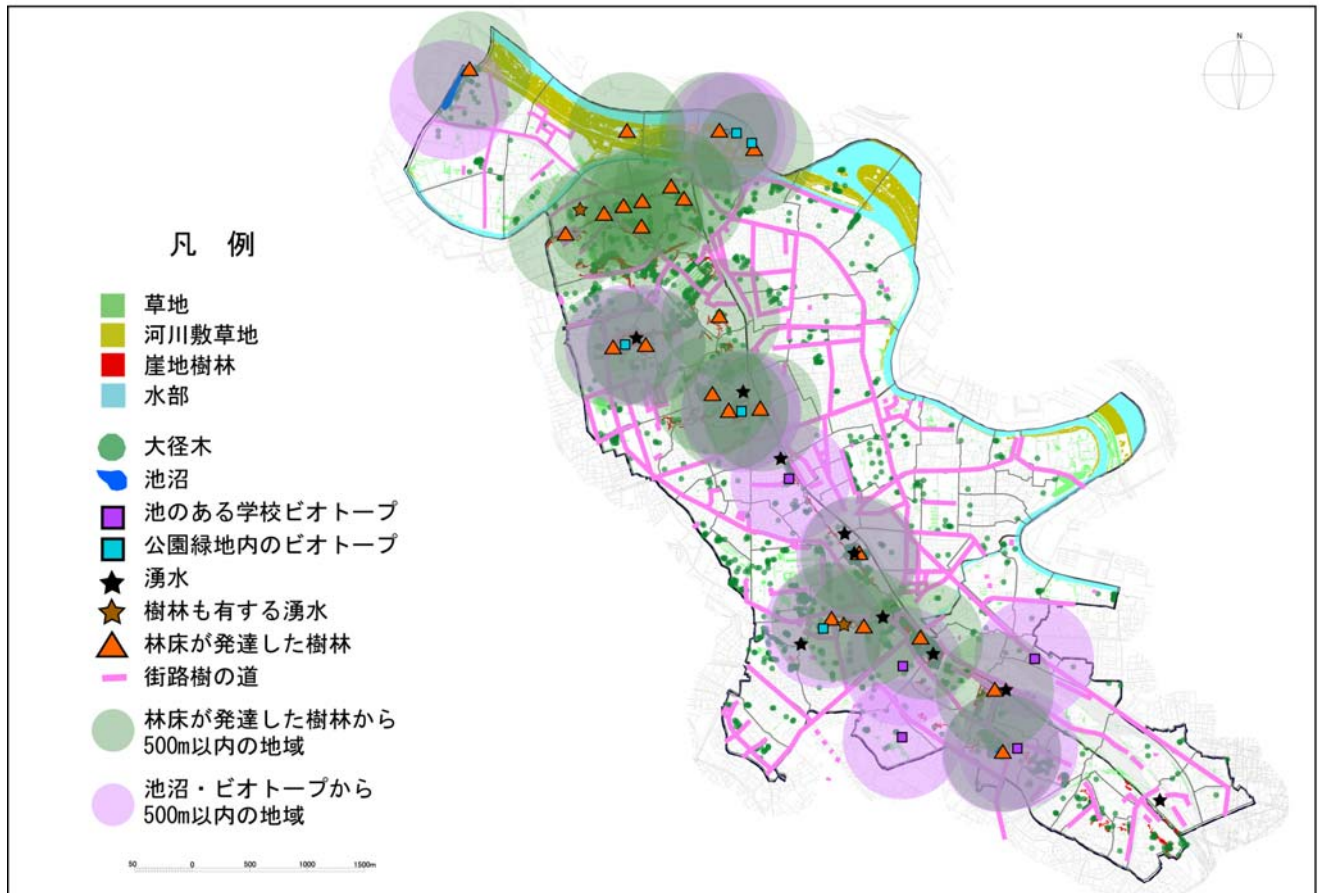 N
凡 例
草地
河川敷草地
崖地樹林
水部
大径木
池沼
池のある学校ビオトープ
公園緑地内のビオトープ
湧水
樹林も有する湧水
林床が発達した樹林
街路樹の道
林床が発達した樹林から
500m以内の地域
池沼・ビオトープから
500m以内の地域
50 0 500 1000 1500m